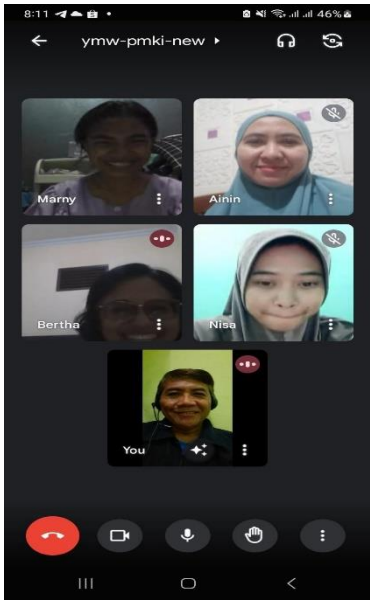 8:11 46%
ymw-pmki-new
Marny
Ainin
Bertha
Nisa
You